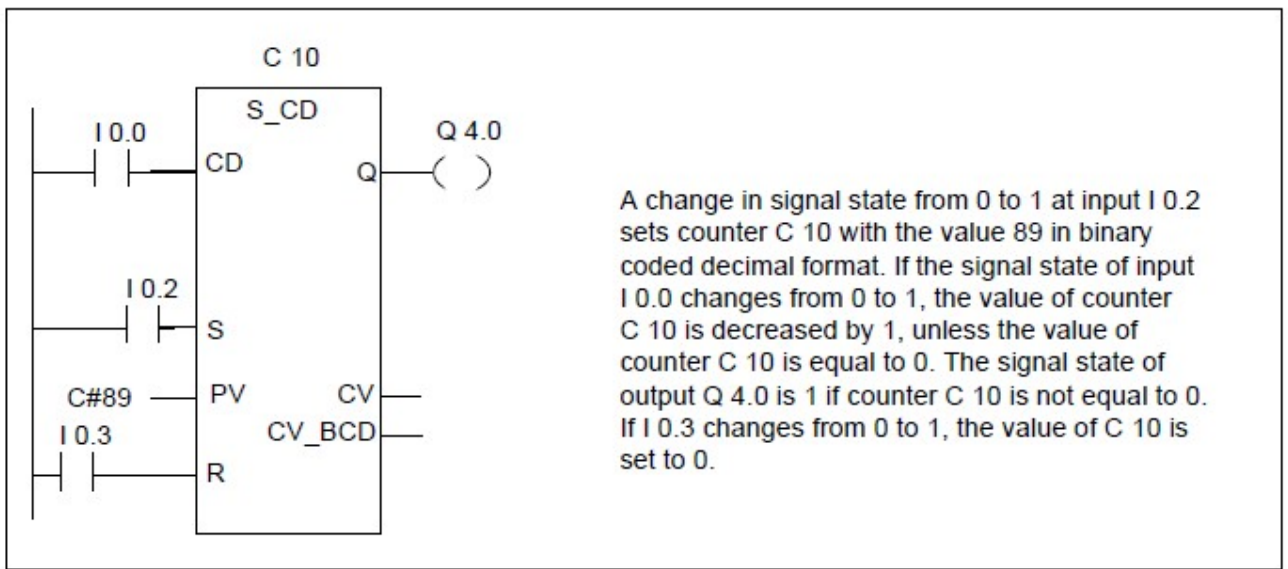 C 10
S_CD
I 0.0
CD
Q
Q 4.0
I 0.2
S
C#89
PV
CV
CV_BCD
I 0.3
R
A change in signal state from 0 to 1 at input I 0.2
sets counter C 10 with the value 89 in binary
coded decimal format. If the signal state of input
I 0.0 changes from 0 to 1, the value of counter
C 10 is decreased by 1, unless the value of
counter C 10 is equal to 0. The signal state of
output Q 4.0 is 1 if counter C 10 is not equal to 0.
If I 0.3 changes from 0 to 1, the value of C 10 is
set to 0.